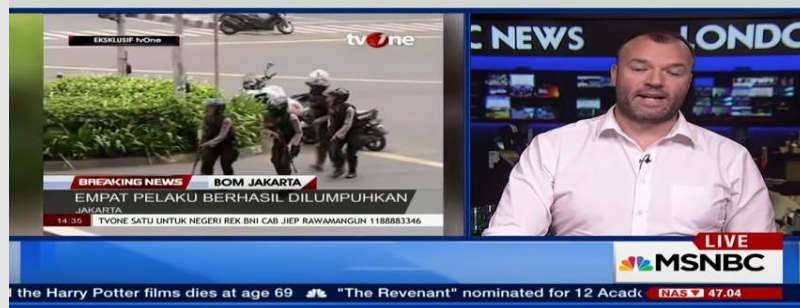 EKSKLUSIF tvOne
tvOne
C NEWS
LONDO
BREAKING NEWS
BOM JAKARTA
EMPAT PELAKU BERHASIL DILUMPUHKAN
JAKARTA
14:35
TVONE SATU UNTUK NEGERI REK BNI CAB JIEP RAWAMANGUN 1188883346
LIVE
MSNBC
the Harry Potter films dies at age 69
"The Revenant" nominated for 12 Acad
NAS ▼ 47.04